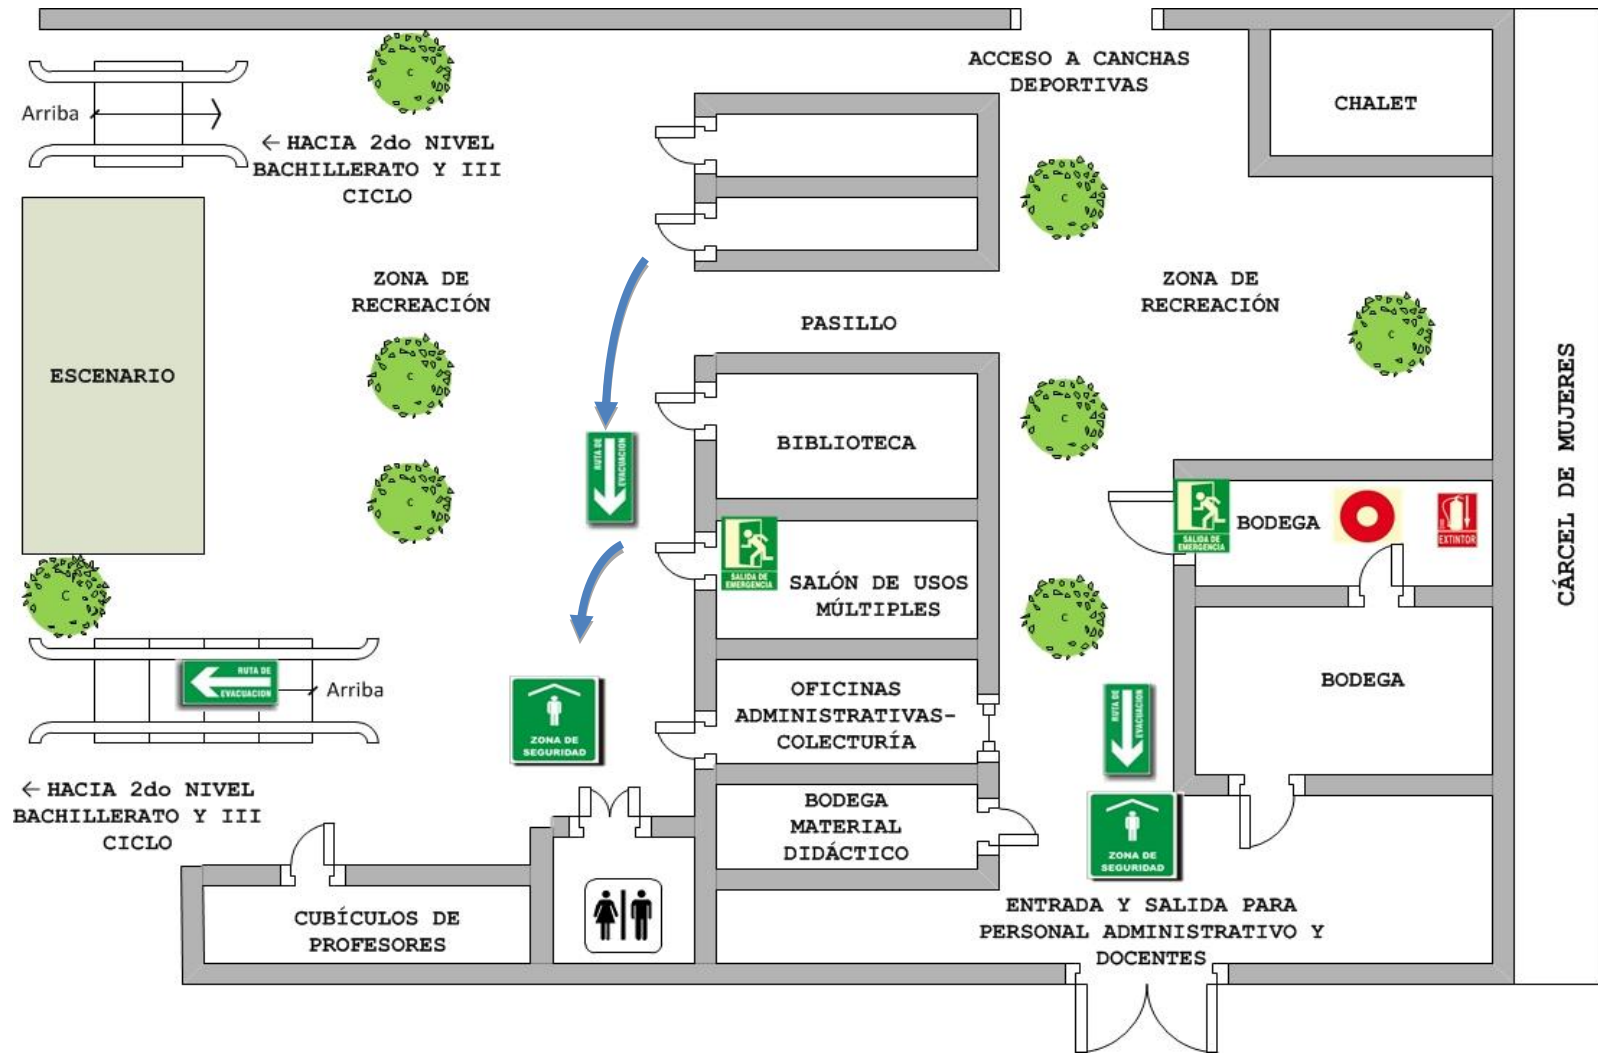 ACCESO A CANCHAS
DEPORTIVAS
CHALET
Arriba
← HACIA 2do NIVEL
BACHILLERATO Y III
CICLO
C
C
ZONA DE
RECREACIÓN
ZONA DE
RECREACIÓN
PASILLO
C
ESCENARIO
C
C
BIBLIOTECA
RUTA DE
EVACUACION
C
BODEGA
SALIDA DE
EMERGENCIA
EXTINTOR
CÁRCEL DE MUJERES
SALIDA DE
EMERGENCIA
SALÓN DE USOS
MÚLTIPLES
C
C
RUTA DE
EVACUACION
Arriba
OFICINAS
ADMINISTRATIVAS-
COLECTURÍA
BODEGA
RUTA DE
EVACUACION
ZONA DE
SEGURIDAD
← HACIA 2do NIVEL
BACHILLERATO Y III
CICLO
BODEGA
MATERIAL
DIDÁCTICO
ZONA DE
SEGURIDAD
CUBÍCULOS DE
PROFESORES
ENTRADA Y SALIDA PARA
PERSONAL ADMINISTRATIVO Y
DOCENTES